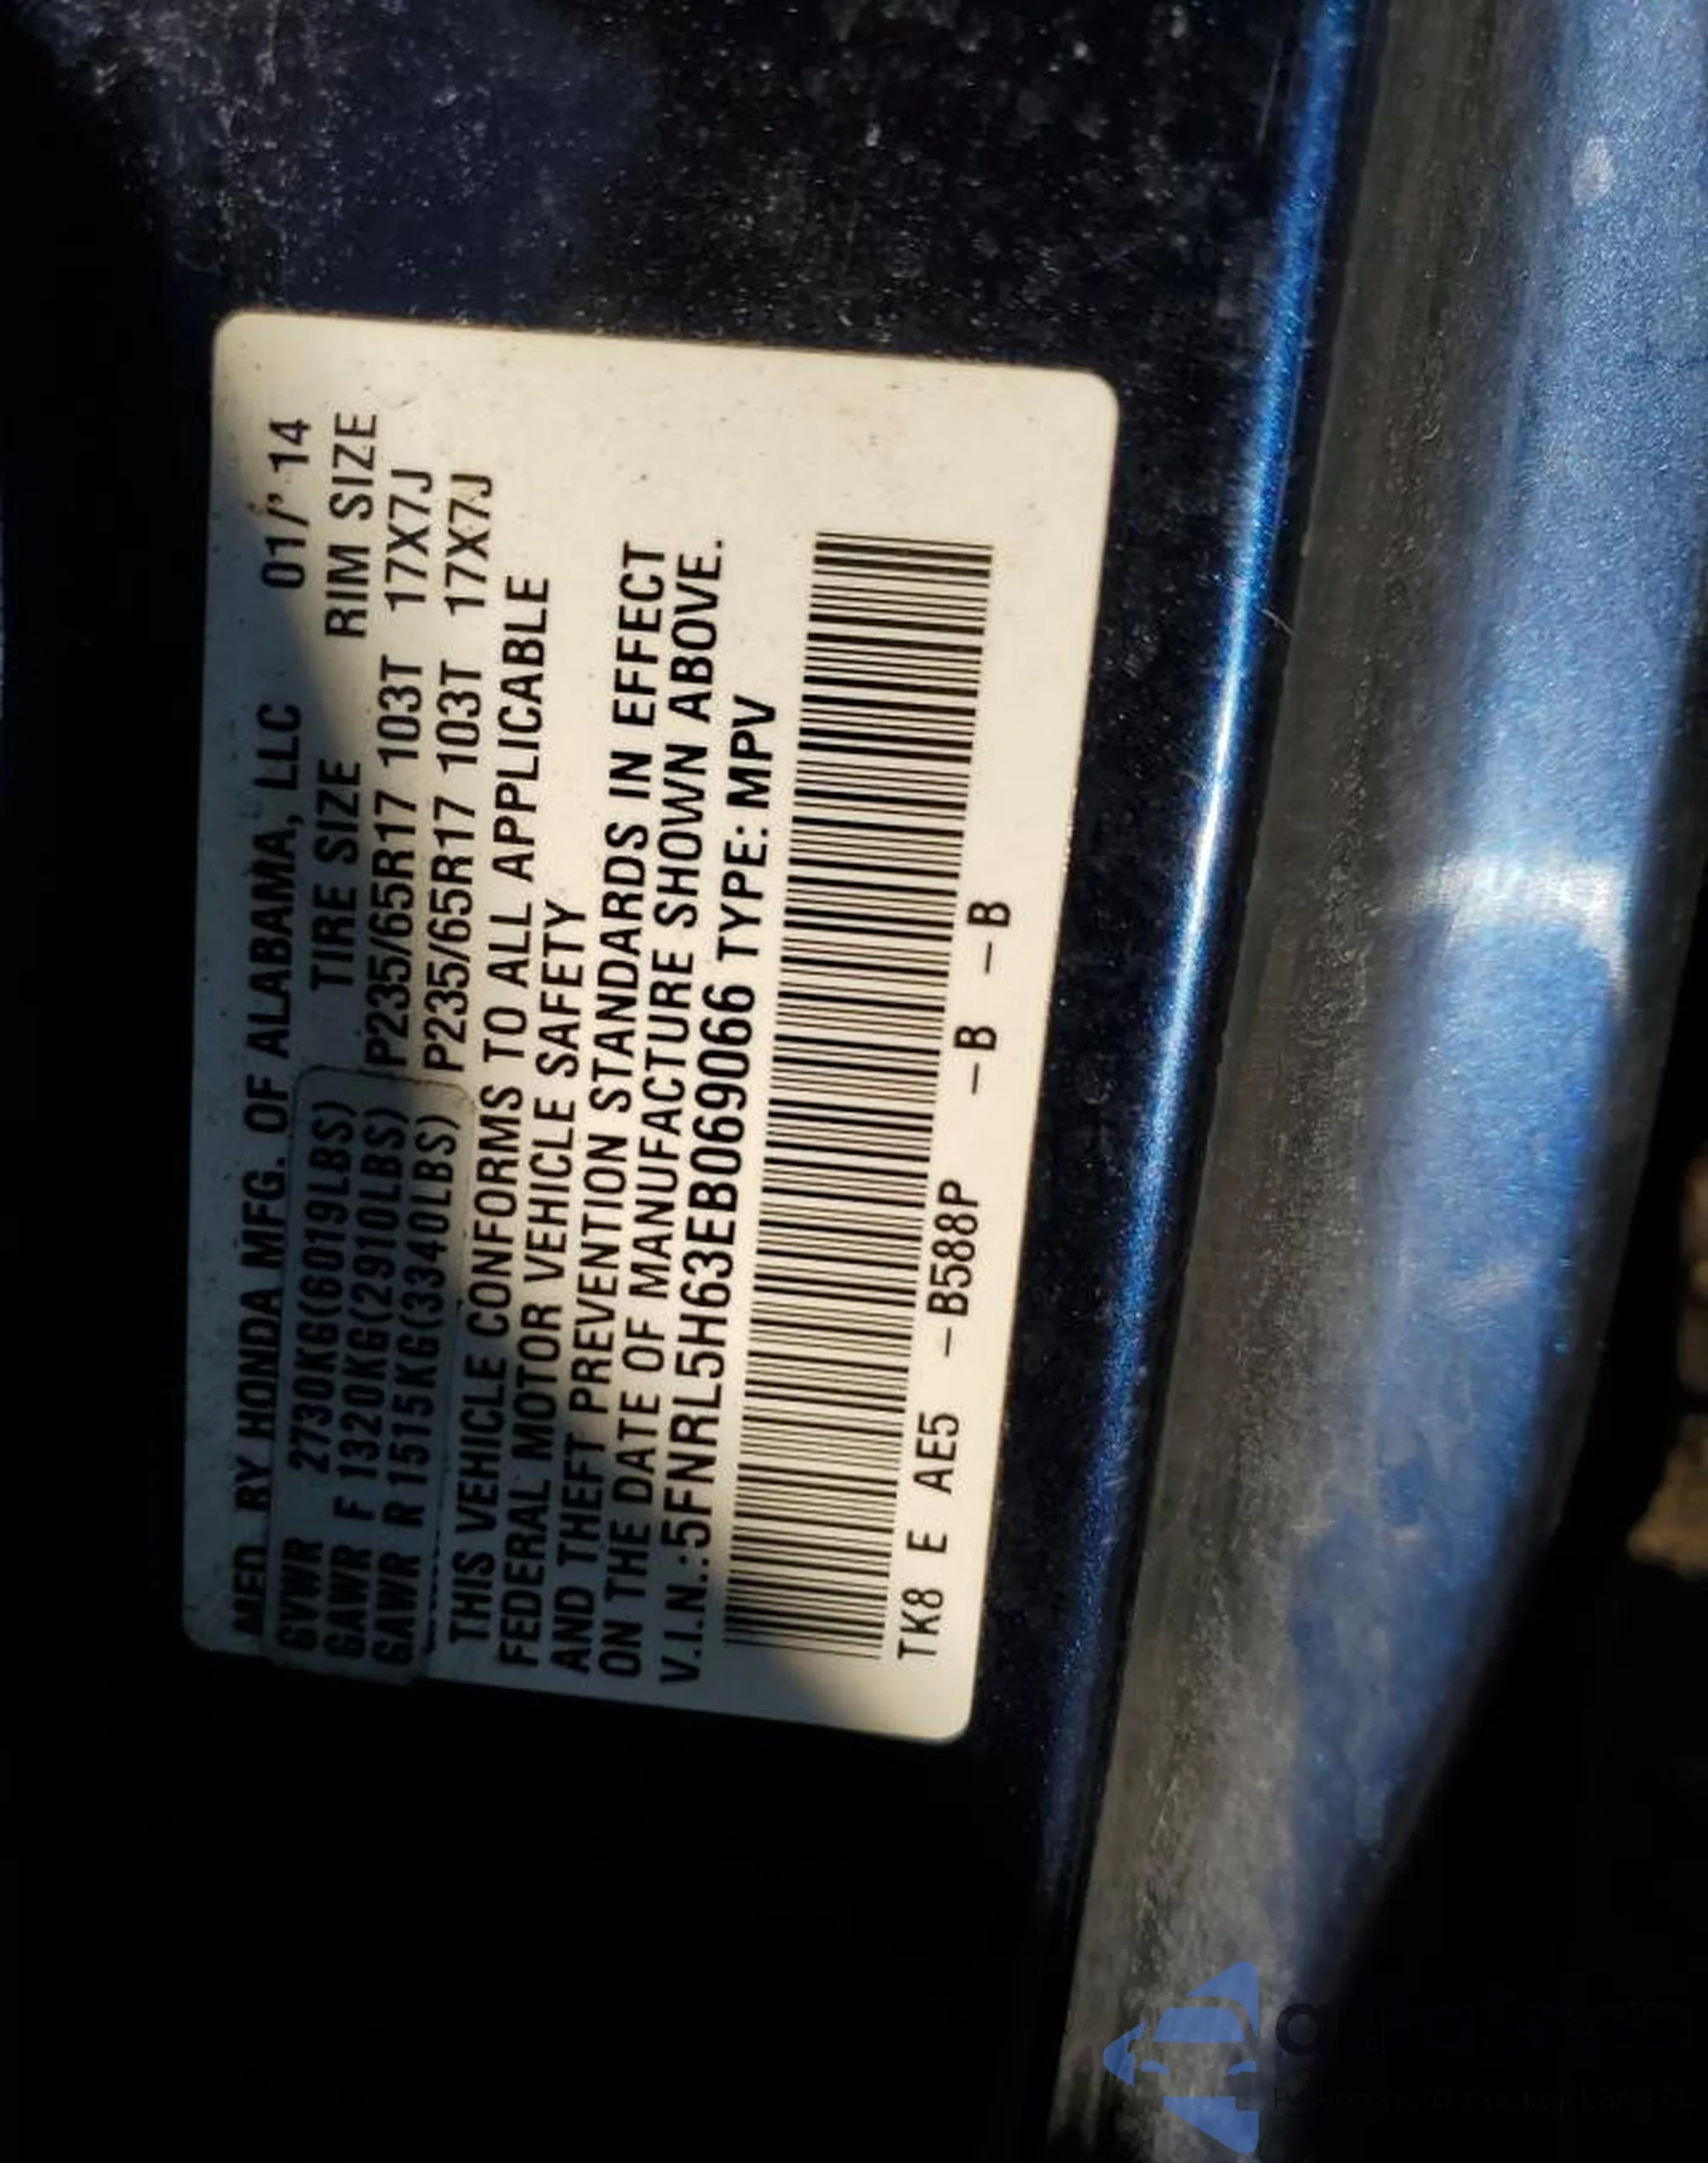 MFD. BY HONDA MFG. OF ALABAMA, LLC 01/'14
GVWR 2730KG(6019LBS) TIRE SIZE RIM SIZE
GAWR F 1320KG(2910LBS) P235/65R17 103T 17X7J
GAWR R 1515KG(3340LBS) P235/65R17 103T 17X7J
THIS VEHICLE CONFORMS TO ALL APPLICABLE
FEDERAL MOTOR VEHICLE SAFETY
AND THEFT PREVENTION STANDARDS IN EFFECT
ON THE DATE OF MANUFACTURE SHOWN ABOVE.
V.I.N.:5FNRL5H63EB069066 TYPE: MPV
TK8 E AE5 –B588P –B –B